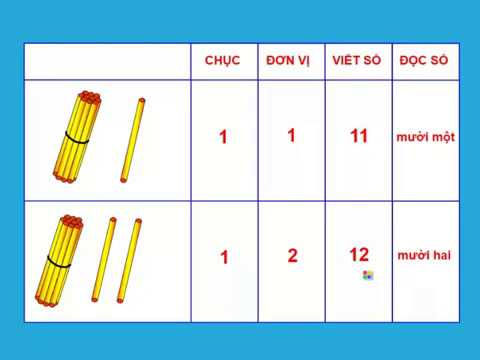 CHỤC ĐƠN VỊ VIẾT SỐ ĐỌC SỐ
1 1 11 mười một
1 2 12 mười hai